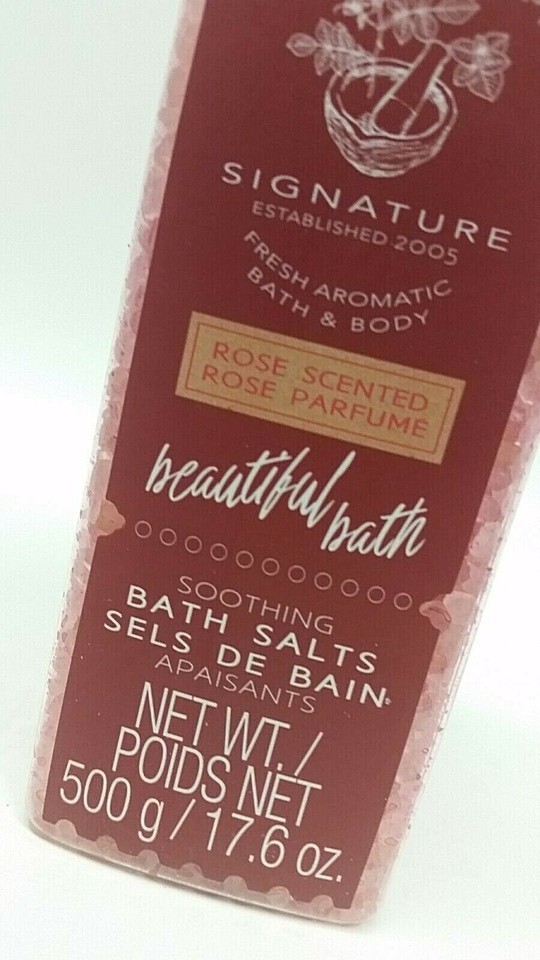 SIGNATURE
ESTABLISHED 2005
FRESH AROMATIC
BATH & BODY
ROSE SCENTED
ROSE PARFUME
beautiful bath
SOOTHING
BATH SALTS
SELS DE BAIN
APAISANTS
NET WT. /
POIDS NET
500 g / 17.6 oz.